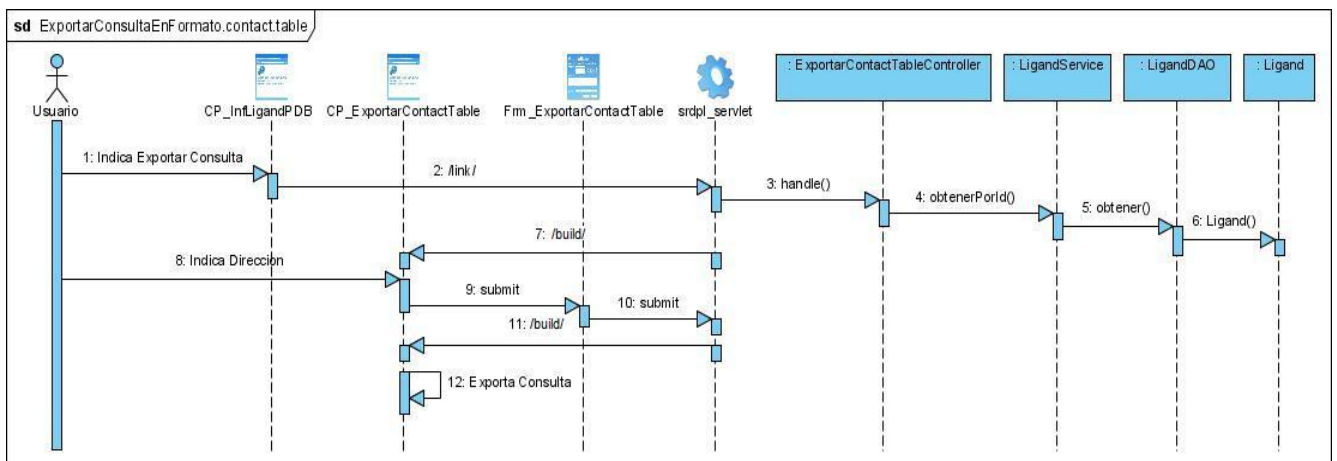 sd ExportarConsultaEnFormato.contact.table
Usuario
CP_InfLigandPDB
CP_ExportarContactTable
Frm_ExportarContactTable
srdpl_servlet
: ExportarContactTableController
: LigandService
: LigandDAO
: Ligand
1: Indica Exportar Consulta
2: /link/
3: handle()
4: obtenerPorId()
5: obtener()
6: Ligand()
7: /build/
8: Indica Direccion
9: submit
10: submit
11: /build/
12: Exporta Consulta